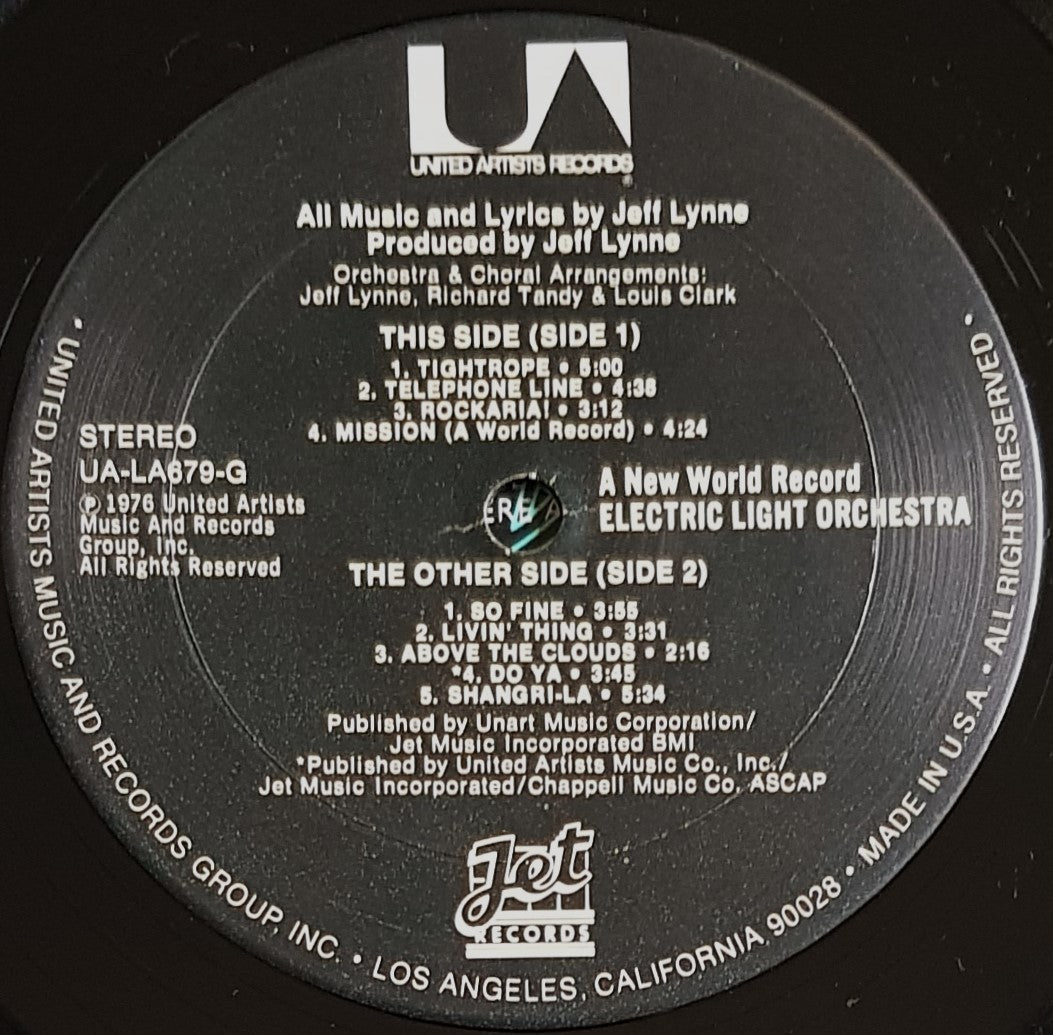 UA
UNITED ARTISTS RECORDS
®
All Music and Lyrics by Jeff Lynne
Produced by Jeff Lynne
Orchestra & Choral Arrangements:
Jeff Lynne, Richard Tandy & Louis Clark
THIS SIDE (SIDE 1)
1. TIGHTROPE • 5:00
2. TELEPHONE LINE • 4:38
3. ROCKARIA! • 3:12
4. MISSION (A World Record) • 4:24
STEREO
UA-LA679-G
℗ 1976 United Artists
Music And Records
Group, Inc.
All Rights Reserved
A New World Record
ELECTRIC LIGHT ORCHESTRA
THE OTHER SIDE (SIDE 2)
1. SO FINE • 3:55
2. LIVIN' THING • 3:31
3. ABOVE THE CLOUDS • 2:16
*4. DO YA • 3:45
5. SHANGRI-LA • 5:34
Published by Unart Music Corporation/
Jet Music Incorporated BMI
*Published by United Artists Music Co., Inc./
Jet Music Incorporated/Chappell Music Co. ASCAP
Jet
RECORDS
• UNITED ARTISTS MUSIC AND RECORDS GROUP, INC. • LOS ANGELES, CALIFORNIA 90028 • MADE IN U.S.A. • ALL RIGHTS RESERVED •